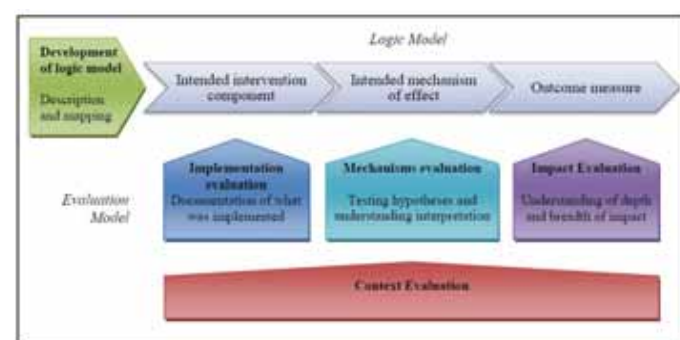 Logic Model
Development
of logic model
Description
and mapping
Intended intervention
component
Intended mechanism
of effect
Outcome measure
Evaluation
Model
Implementation
evaluation
Documentation of what
was implemented
Mechanisms evaluation
Testing hypotheses and
understanding interpretation
Impact Evaluation
Understanding of depth
and breadth of impact
Context Evaluation